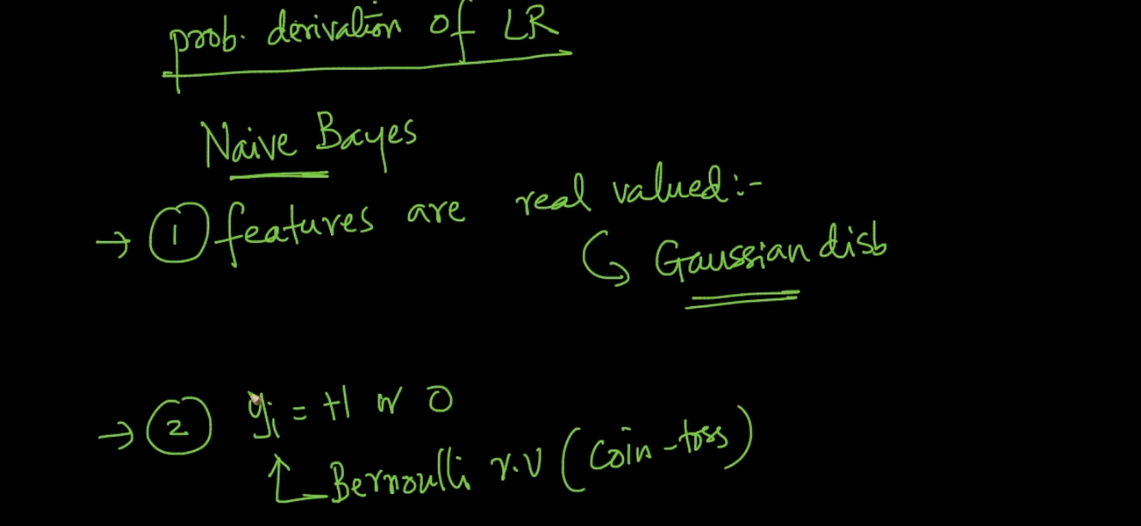 prob. derivation of LR
Naive Bayes
→ ① features are real valued:-
Gaussian disb
→ ② yi = +1 or 0
Bernoulli r.v (coin-toss)